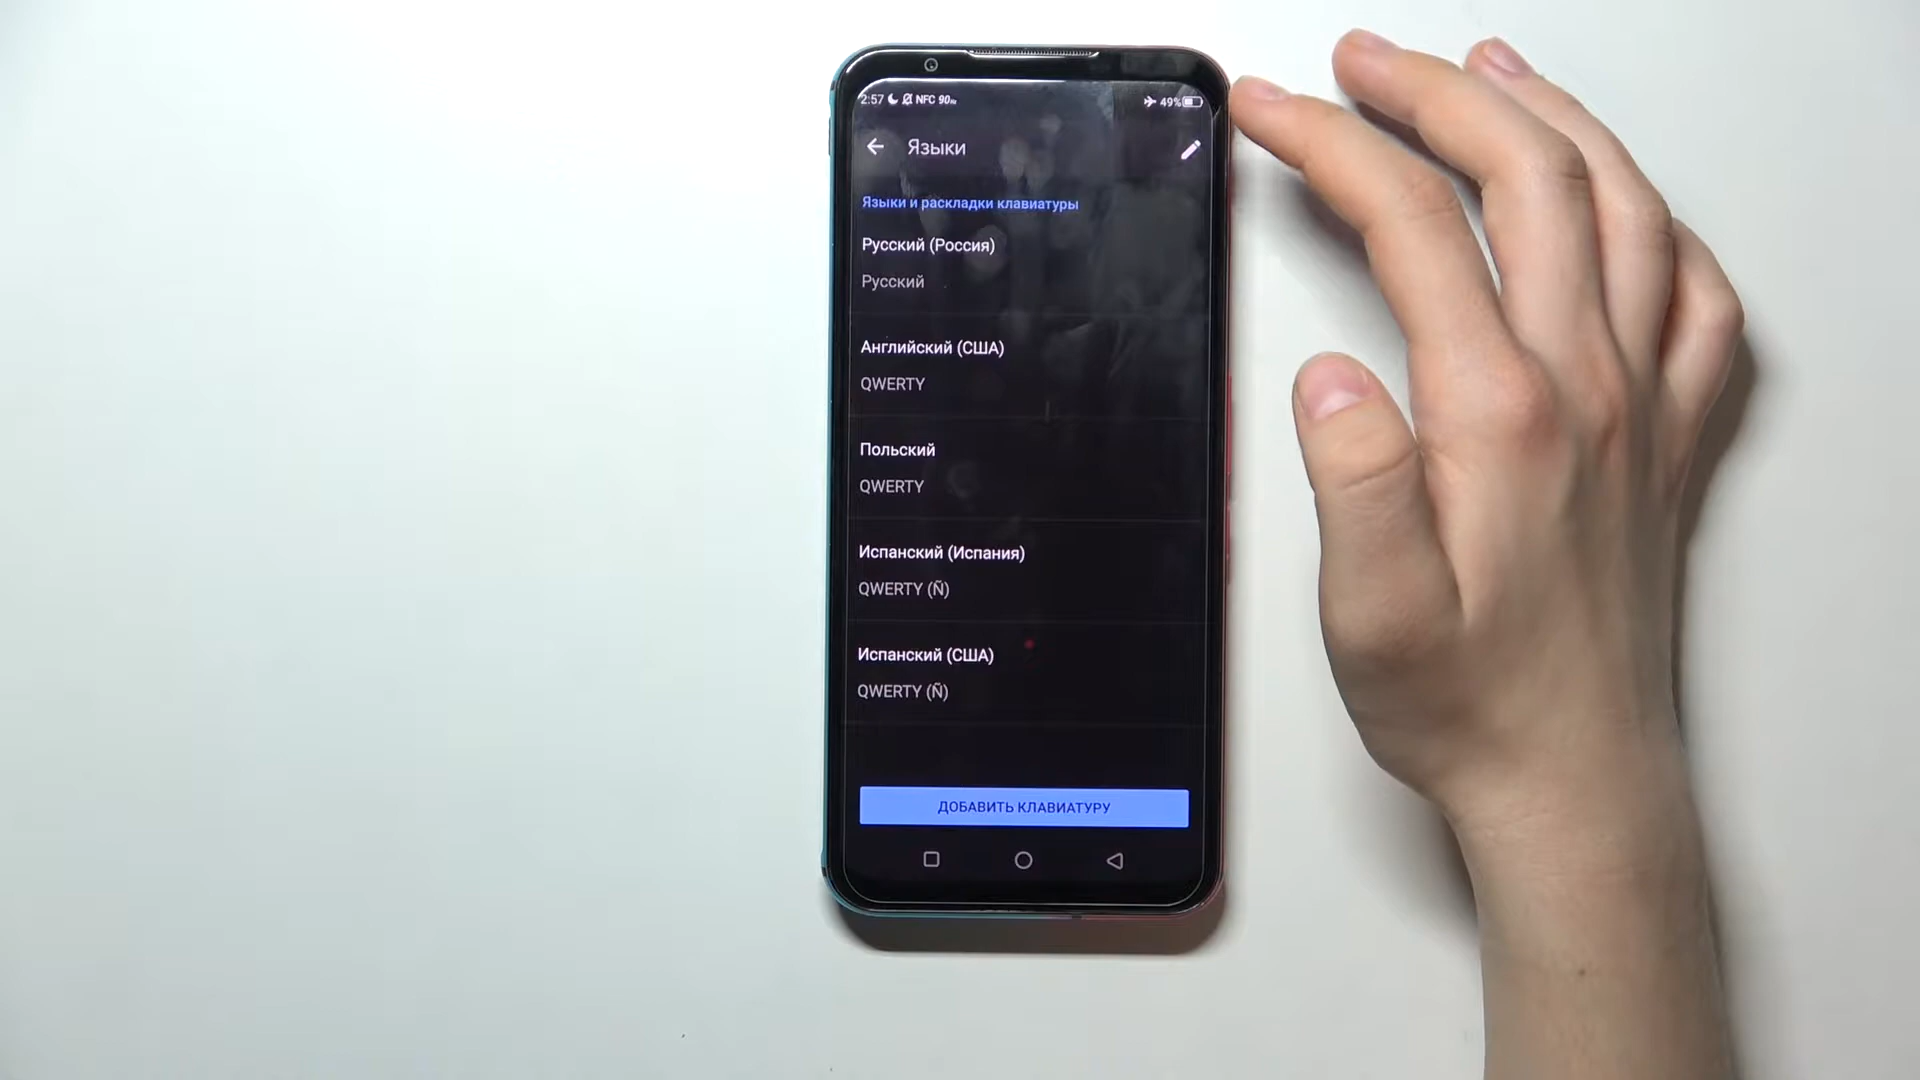 2:57 NFC 90Hz 49%
Языки
Языки и раскладки клавиатуры
Русский (Россия)
Русский
Английский (США)
QWERTY
Польский
QWERTY
Испанский (Испания)
QWERTY (Ñ)
Испанский (США)
QWERTY (Ñ)
ДОБАВИТЬ КЛАВИАТУРУ